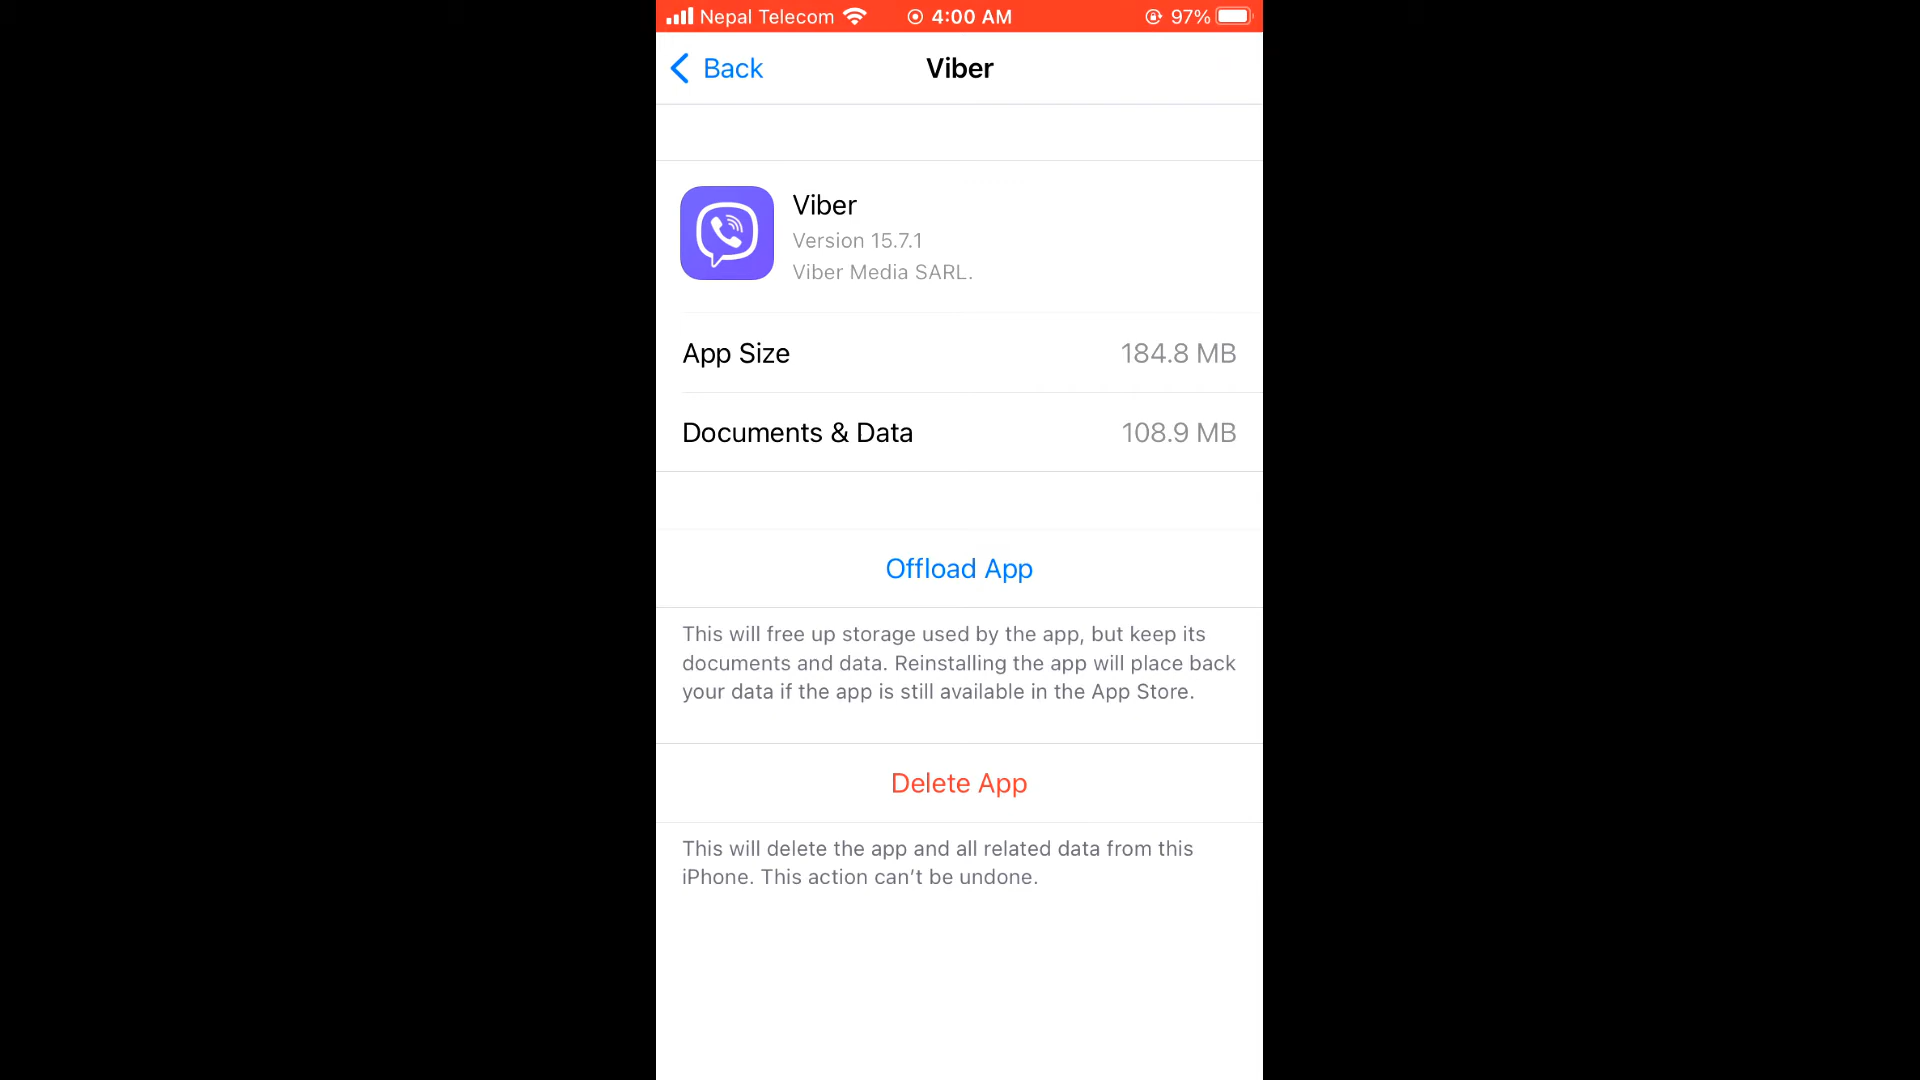 Nepal Telecom 4:00 AM 97%
Back Viber
Viber
Version 15.7.1
Viber Media SARL.
App Size 184.8 MB
Documents & Data 108.9 MB
Offload App
This will free up storage used by the app, but keep its
documents and data. Reinstalling the app will place back
your data if the app is still available in the App Store.
Delete App
This will delete the app and all related data from this
iPhone. This action can’t be undone.